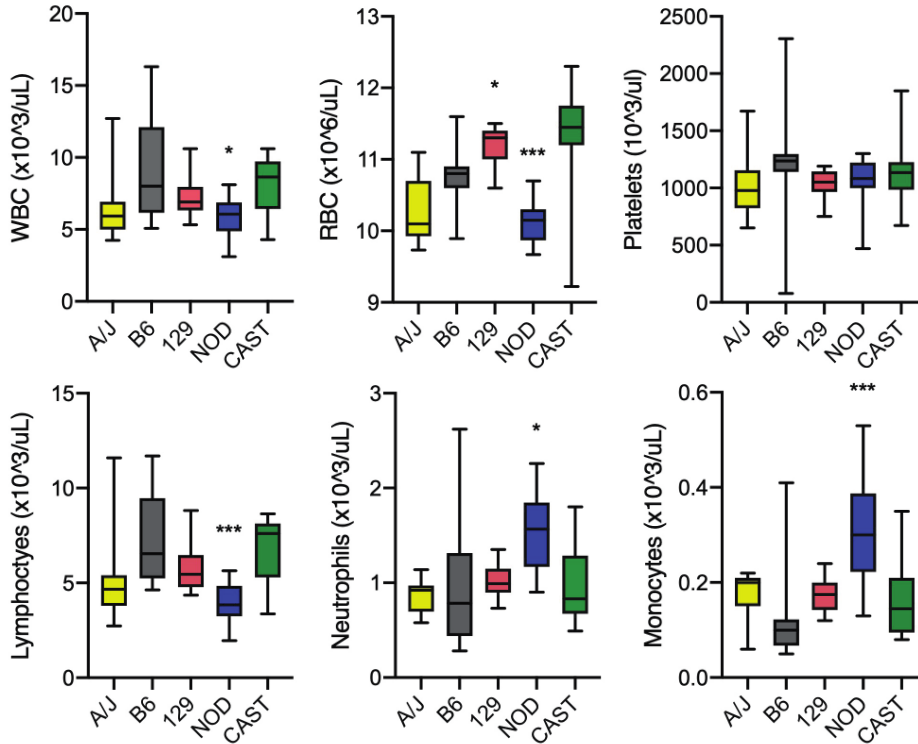 WBC (x10^3/uL)
20
15
10
5
0
*
A/J
B6
129
NOD
CAST
RBC (x10^6/uL)
13
12
11
10
9
*
***
A/J
B6
129
NOD
CAST
Platelets (10^3/ul)
2500
2000
1500
1000
500
0
A/J
B6
129
NOD
CAST
Lymphoctyes (x10^3/uL)
15
10
5
0
***
A/J
B6
129
NOD
CAST
Neutrophils (x10^3/uL)
3
2
1
0
*
A/J
B6
129
NOD
CAST
Monocytes (x10^3/uL)
0.6
0.4
0.2
0.0
***
A/J
B6
129
NOD
CAST